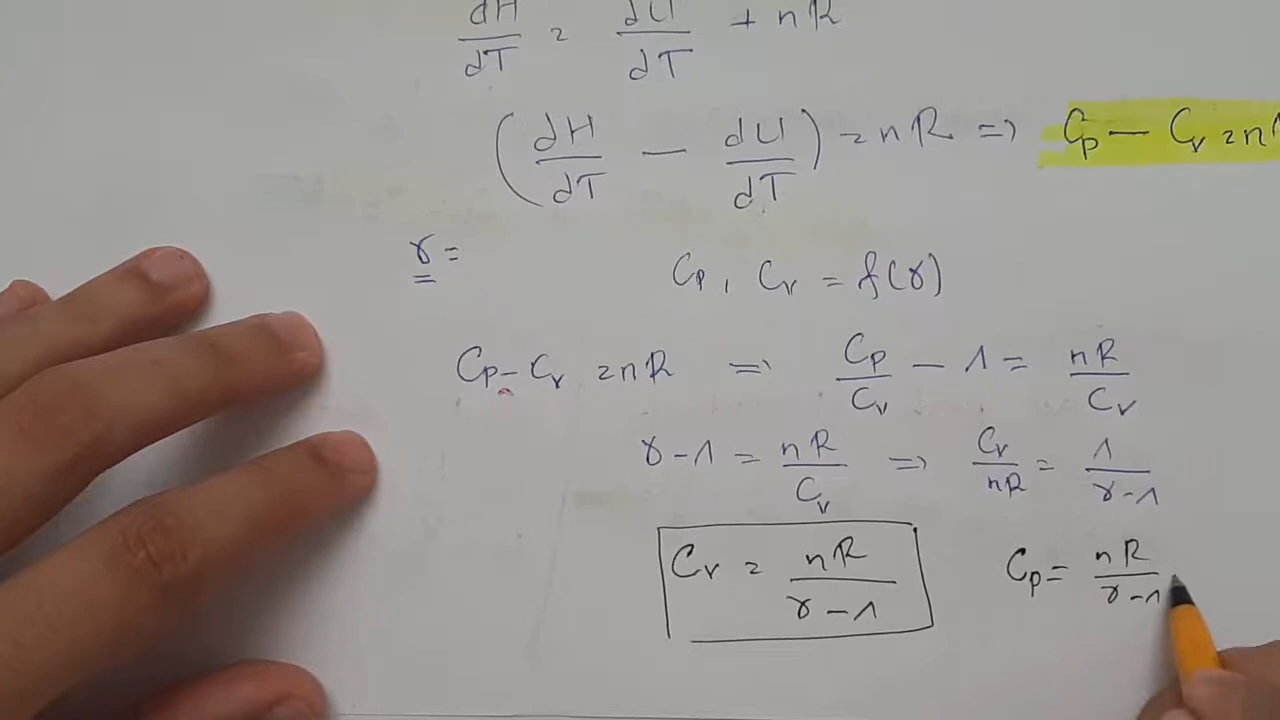 dH/dT = dU/dT + nR
(dH/dT - dU/dT) = nR => Cp - Cv = n
γ =
Cp, Cv = f(γ)
Cp - Cv = nR => Cp/Cv - 1 = nR/Cv
γ - 1 = nR/Cv => Cv/nR = 1/γ-1
Cv = nR/γ-1
Cp = nR/γ-1